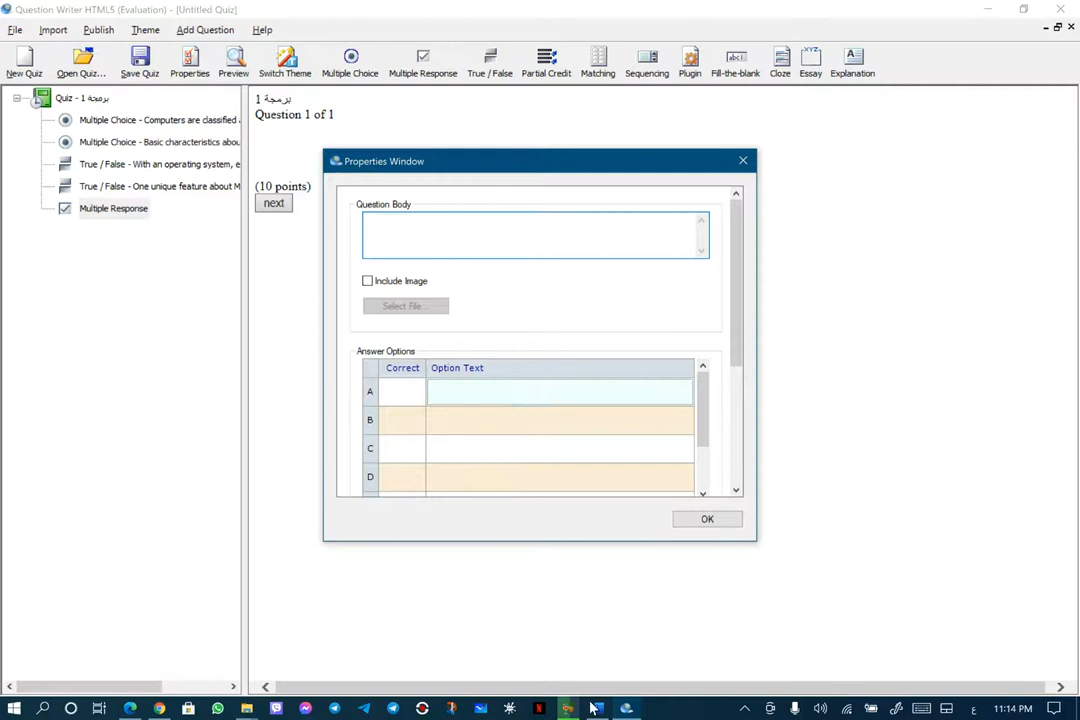 Question Writer HTML5 (Evaluation) - [Untitled Quiz]
File Import Publish Theme Add Question Help
New Quiz Open Quiz... Save Quiz Properties Preview Switch Theme Multiple Choice Multiple Response True / False Partial Credit Matching Sequencing Plugin Fill-the-blank Cloze Essay Explanation
Quiz - برمجة 1
Multiple Choice - Computers are classified
Multiple Choice - Basic characteristics abou
True / False - With an operating system, e
True / False - One unique feature about M
Multiple Response
برمجة 1
Question 1 of 1
(10 points)
next
Properties Window
Question Body
Include Image
Select File...
Answer Options
Correct Option Text
A
B
C
D
OK
ع 11:14 PM